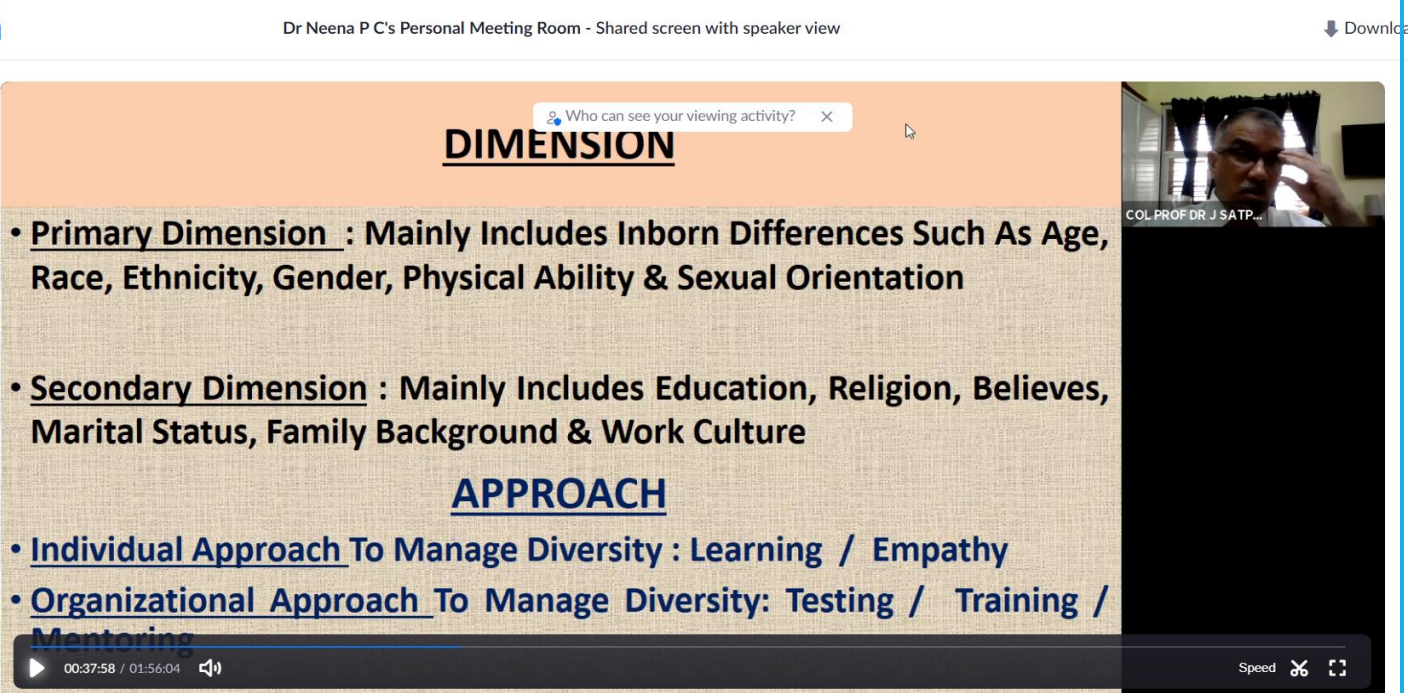 Dr Neena P C's Personal Meeting Room - Shared screen with speaker view
Who can see your viewing activity?
DIMENSION
• Primary Dimension : Mainly Includes Inborn Differences Such As Age,
Race, Ethnicity, Gender, Physical Ability & Sexual Orientation
COL PROF DR J SATP...
• Secondary Dimension : Mainly Includes Education, Religion, Believes,
Marital Status, Family Background & Work Culture
APPROACH
• Individual Approach To Manage Diversity : Learning / Empathy
• Organizational Approach To Manage Diversity: Testing / Training /
Mentoring
00:37:58 / 01:56:04
Speed